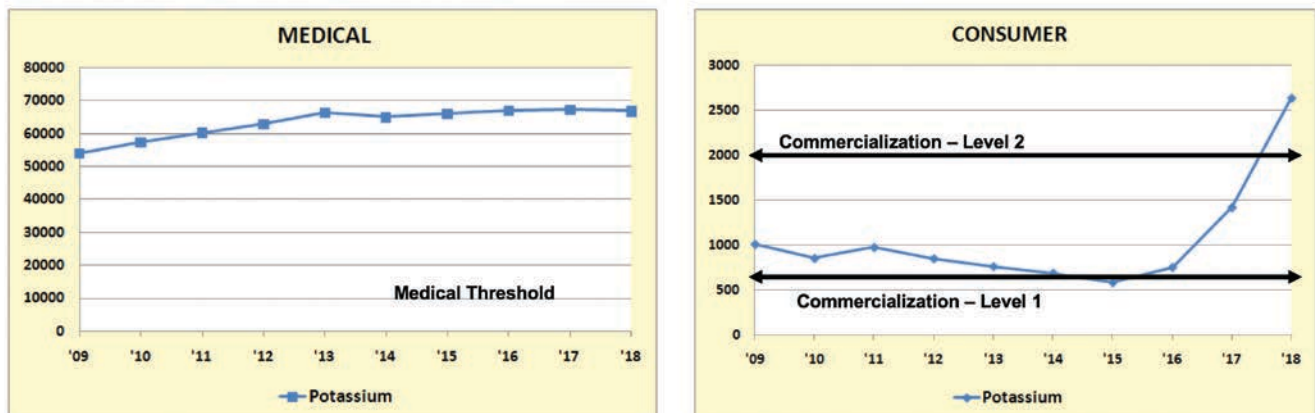 MEDICAL
80000
70000
60000
50000
40000
30000
20000
10000
0
Medical Threshold
'09 '10 '11 '12 '13 '14 '15 '16 '17 '18
Potassium
CONSUMER
3000
2500
Commercialization – Level 2
2000
1500
1000
500
Commercialization – Level 1
0
'09 '10 '11 '12 '13 '14 '15 '16 '17 '18
Potassium